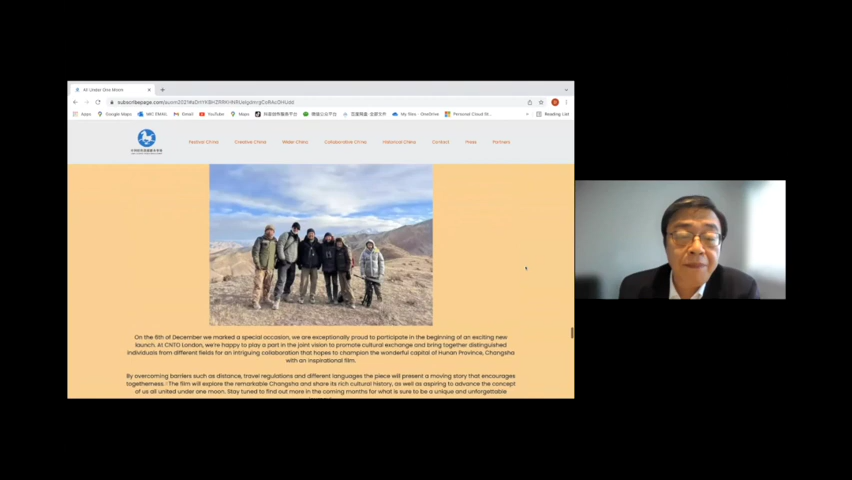 All Under One Moon
Apps
Google Maps
MIC EMAIL
Gmail
YouTube
Maps
My files - OneDrive
Personal Cloud St...
Reading List
Festival China
Creative China
Wider China
Collaborative China
Historical China
Contact
Press
Partners
On the 6th of December we marked a special occasion, we are exceptionally proud to participate in the beginning of an exciting new
launch. At CNTO London, we're happy to play a part in the joint vision to promote cultural exchange and bring together distinguished
individuals from different fields for an intriguing collaboration that hopes to champion the wonderful capital of Hunan Province, Changsha
with an inspirational film.
By overcoming barriers such as distance, travel regulations and different languages the piece will present a moving story that encourages
togetherness. The film will explore the remarkable Changsha and share its rich cultural history, as well as aspiring to advance the concept
of us all united under one moon. Stay tuned to find out more in the coming months for what is sure to be a unique and unforgettable